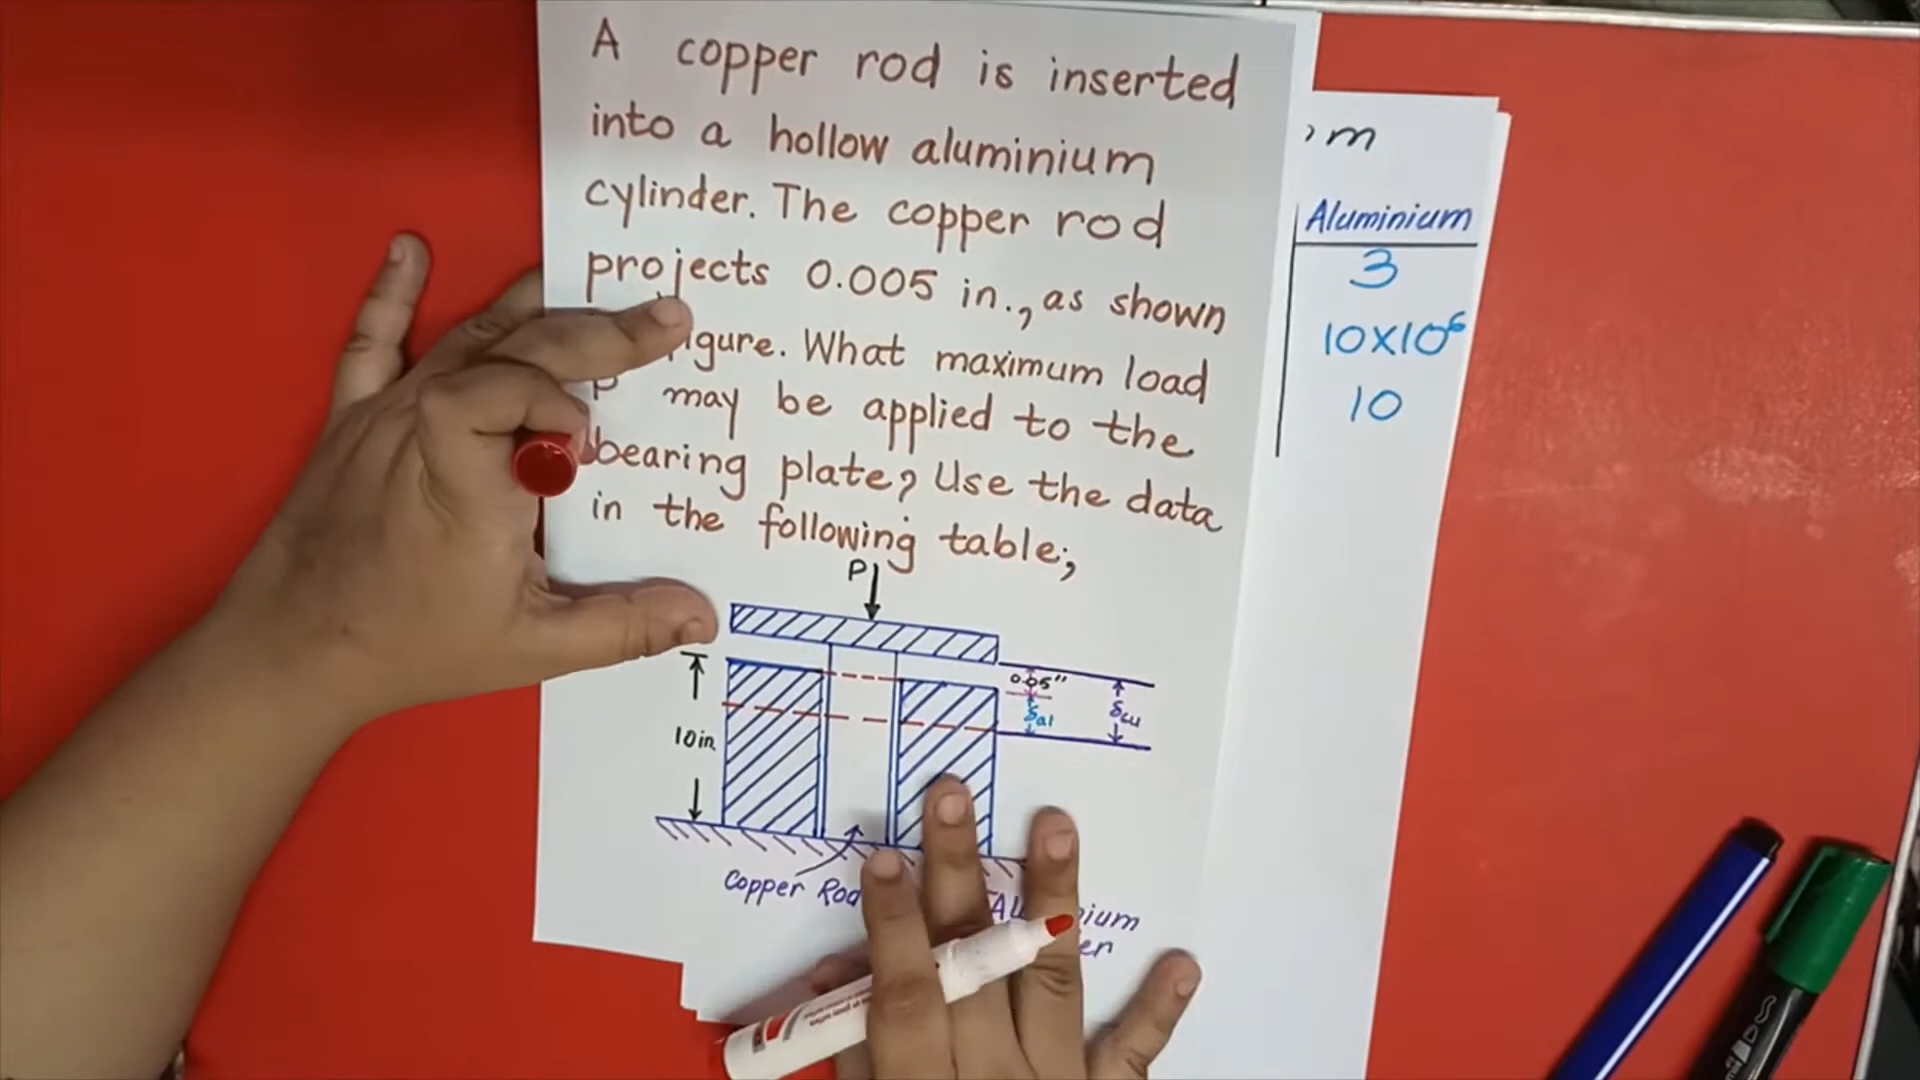 A copper rod is inserted
into a hollow aluminium
cylinder. The copper rod
projects 0.005 in., as shown
igure. What maximum load
P may be applied to the
bearing plate? Use the data
in the following table;
P
0.05"
δal
δcu
10in
Copper Rod
m
Aluminium
3
10x10⁶
10